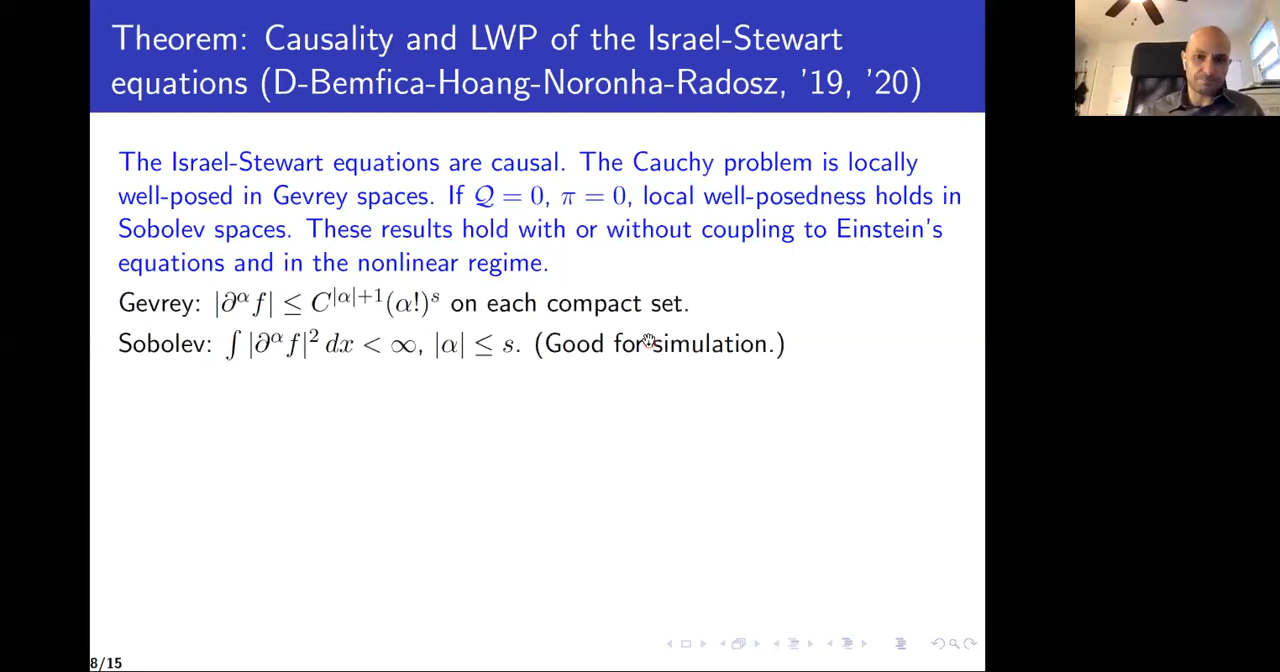 Theorem: Causality and LWP of the Israel-Stewart
equations (D-Bemfica-Hoang-Noronha-Radosz, '19, '20)
The Israel-Stewart equations are causal. The Cauchy problem is locally
well-posed in Gevrey spaces. If 𝒬 = 0, π = 0, local well-posedness holds in
Sobolev spaces. These results hold with or without coupling to Einstein's
equations and in the nonlinear regime.
Gevrey: |∂^α f| ≤ C^{|α|+1}(α!)^s on each compact set.
Sobolev: ∫ |∂^α f|^2 dx < ∞, |α| ≤ s. (Good for simulation.)
8/15